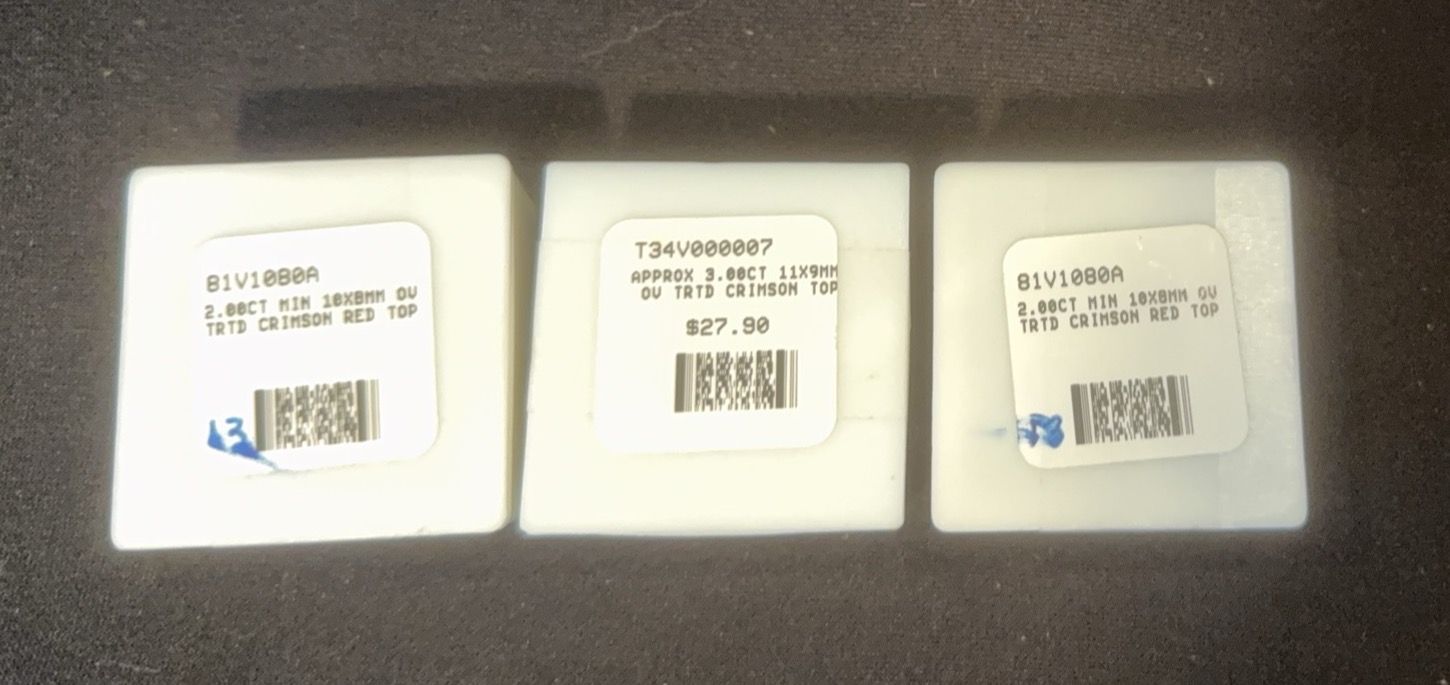 81V1080A
2.00CT MIN 10X8MM OV
TRTD CRIMSON RED TOP
13
T34V000007
APPROX 3.00CT 11X9MM
OV TRTD CRIMSON TOP
$27.90
81V1080A
2.00CT MIN 10X8MM OV
TRTD CRIMSON RED TOP